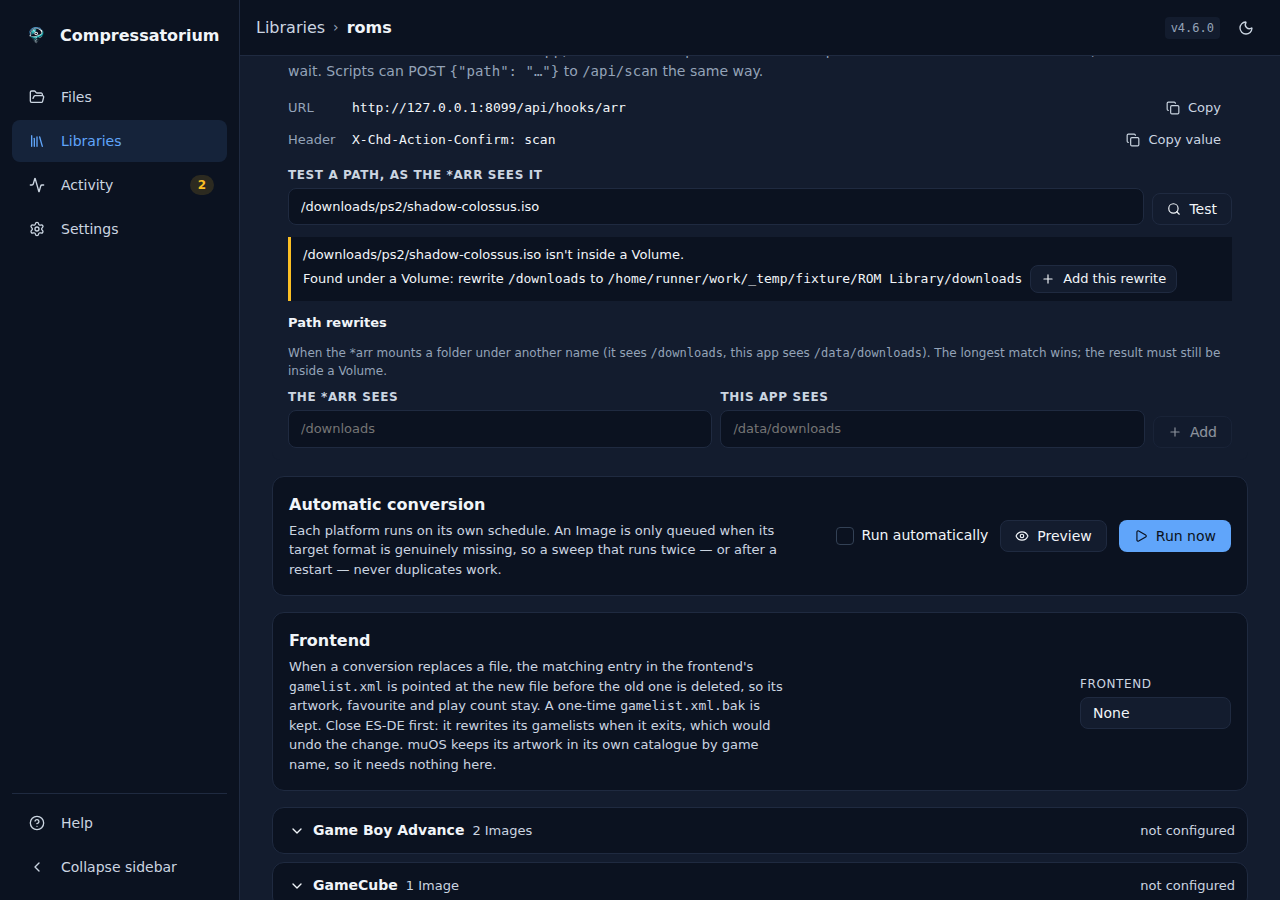 Compressatorium
Files
Libraries
Activity
2
Settings
Help
Collapse sidebar
Libraries › roms
v4.6.0
wait. Scripts can POST {"path": "…"} to /api/scan the same way.
URL http://127.0.0.1:8099/api/hooks/arr Copy
Header X-Chd-Action-Confirm: scan Copy value
TEST A PATH, AS THE *ARR SEES IT
/downloads/ps2/shadow-colossus.iso Test
/downloads/ps2/shadow-colossus.iso isn't inside a Volume.
Found under a Volume: rewrite /downloads to /home/runner/work/_temp/fixture/ROM Library/downloads + Add this rewrite
Path rewrites
When the *arr mounts a folder under another name (it sees /downloads, this app sees /data/downloads). The longest match wins; the result must still be
inside a Volume.
THE *ARR SEES THIS APP SEES
/downloads /data/downloads + Add
Automatic conversion
Each platform runs on its own schedule. An Image is only queued when its
target format is genuinely missing, so a sweep that runs twice — or after a
restart — never duplicates work.
Run automatically Preview Run now
Frontend
When a conversion replaces a file, the matching entry in the frontend's
gamelist.xml is pointed at the new file before the old one is deleted, so its
artwork, favourite and play count stay. A one-time gamelist.xml.bak is
kept. Close ES-DE first: it rewrites its gamelists when it exits, which would
undo the change. muOS keeps its artwork in its own catalogue by game
name, so it needs nothing here.
FRONTEND
None
Game Boy Advance 2 Images not configured
GameCube 1 Image not configured